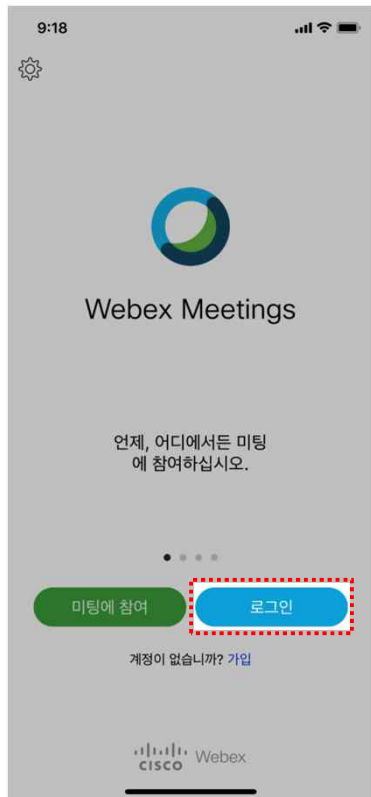 9:18
Webex Meetings
언제, 어디에서든 미팅
에 참여하십시오.
미팅에 참여
로그인
계정이 없습니까? 가입
CISCO Webex